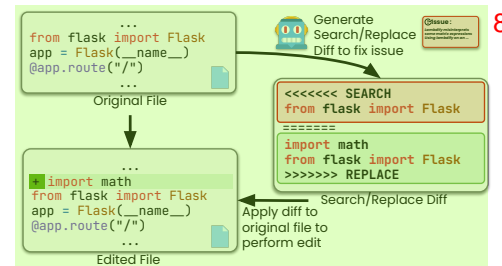 ...
from flask import Flask
app = Flask(__name__)
@app.route("/")
...
Original File
Generate
Search/Replace
Diff to fix issue
Issue:
8
<<<<<<< SEARCH
from flask import Flask
=======
import math
from flask import Flask
>>>>>>> REPLACE
Search/Replace Diff
...
+ import math
from flask import Flask
app = Flask(__name__)
@app.route("/")
...
Edited File
Apply diff to
original file to
perform edit